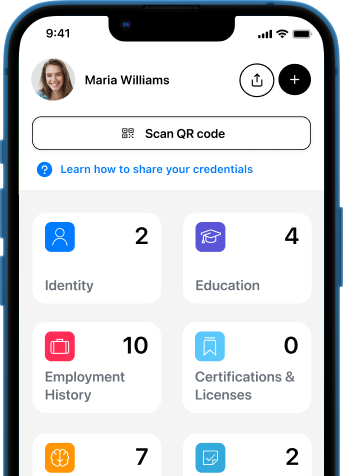 9:41
Maria Williams
Scan QR code
? Learn how to share your credentials
2
4
Identity
Education
10
0
Employment
History
Certifications &
Licenses
7
2